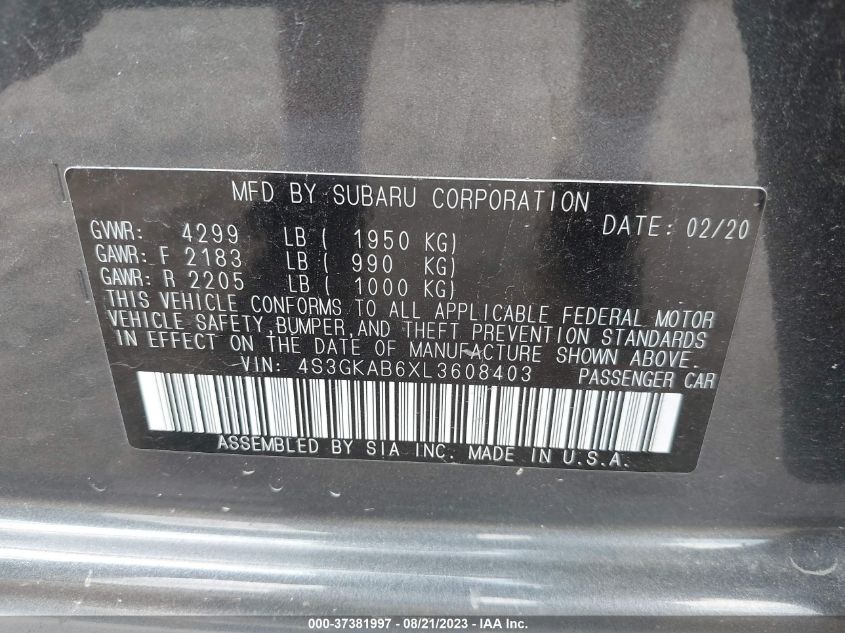 MFD BY SUBARU CORPORATION
DATE: 02/20
GVWR: 4299 LB ( 1950 KG)
GAWR: F 2183 LB ( 990 KG)
GAWR: R 2205 LB ( 1000 KG)
THIS VEHICLE CONFORMS TO ALL APPLICABLE FEDERAL MOTOR
VEHICLE SAFETY, BUMPER, AND THEFT PREVENTION STANDARDS
IN EFFECT ON THE DATE OF MANUFACTURE SHOWN ABOVE.
VIN: 4S3GKAB6XL3608403 PASSENGER CAR
ASSEMBLED BY SIA INC. MADE IN U.S.A.
000-37381997 - 08/21/2023 - IAA Inc.